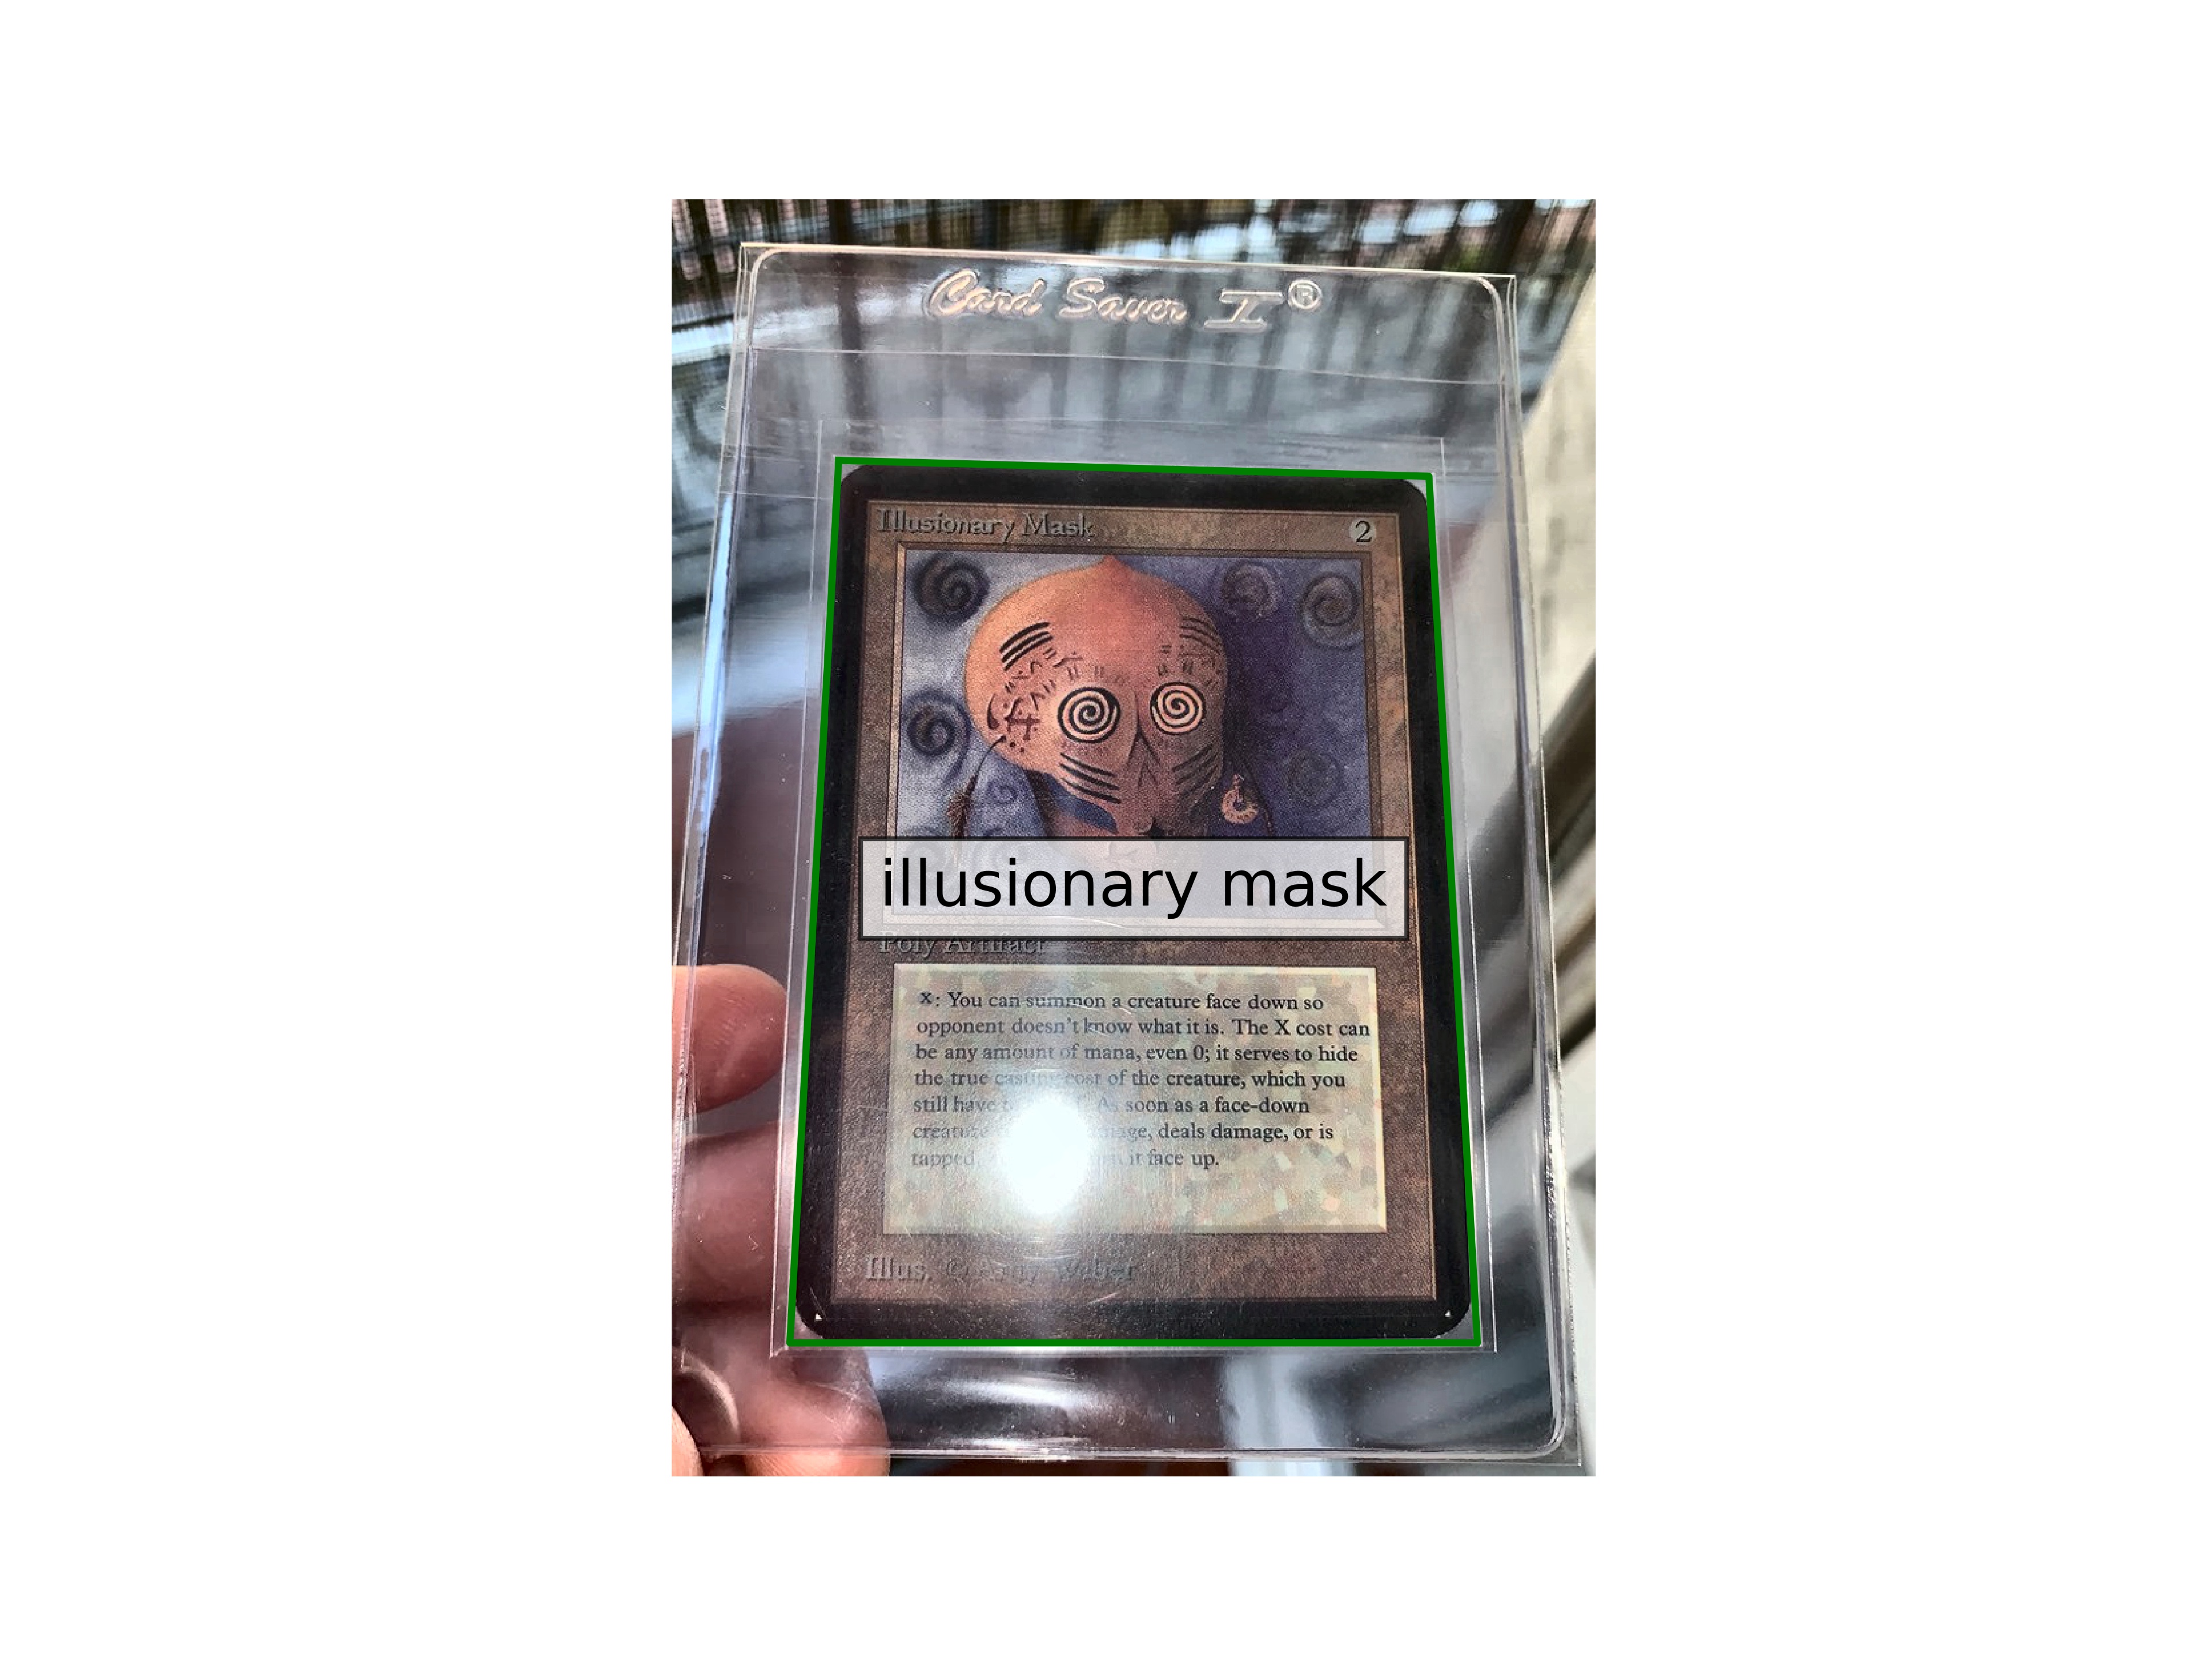 Card Saver I®
Illusionary Mask
2
illusionary mask
Poly Artifact
X: You can summon a creature face down so
opponent doesn't know what it is. The X cost can
be any amount of mana, even 0; it serves to hide
the true casting cost of the creature, which you
still have As soon as a face-down
creature deals damage, or is
tapped, it face up.
Illus. © Amy Weber